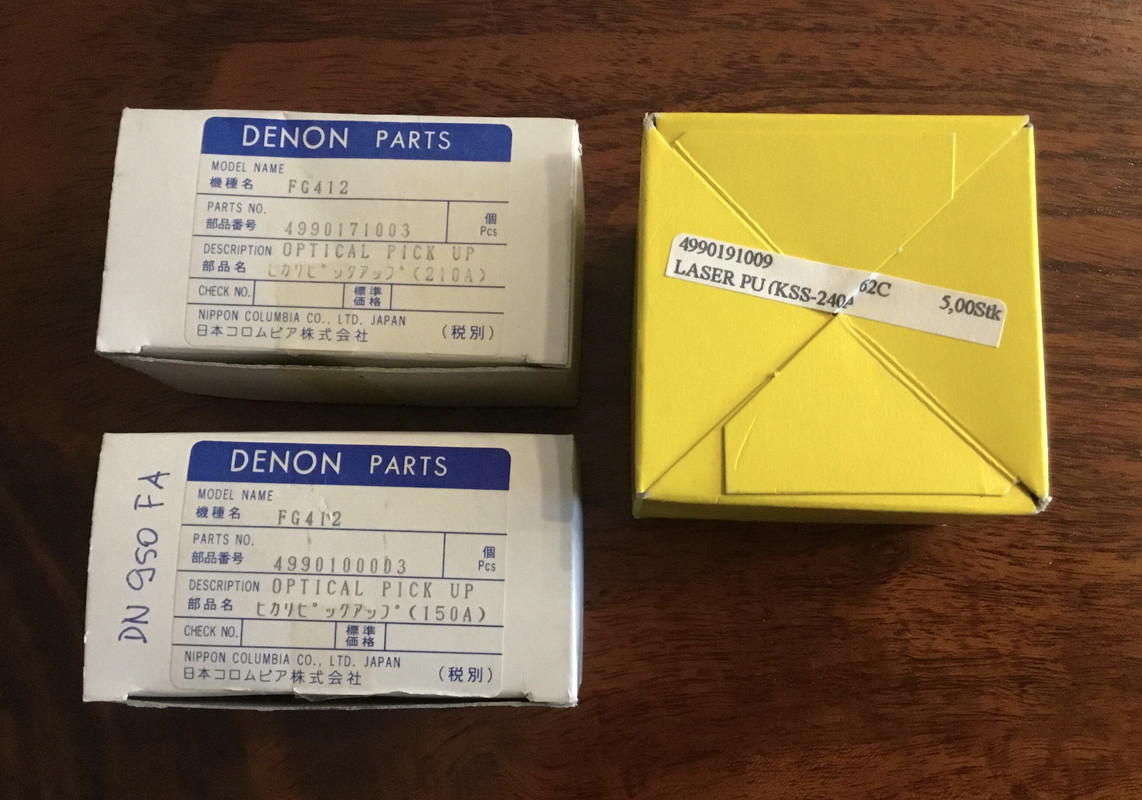 DENON PARTS
MODEL NAME
機種名 FG412
PARTS NO.
部品番号 4990171003
個
Pcs
DESCRIPTION OPTICAL PICK UP
部品名 ヒカリピックアップ(210A)
CHECK NO. 標準価格
NIPPON COLUMBIA CO., LTD. JAPAN
日本コロムビア株式会社 (税別)
DN 950 FA
DENON PARTS
MODEL NAME
機種名 FG412
PARTS NO.
部品番号 4990100003
個
Pcs
DESCRIPTION OPTICAL PICK UP
部品名 ヒカリピックアップ(150A)
CHECK NO. 標準価格
NIPPON COLUMBIA CO., LTD. JAPAN
日本コロムビア株式会社 (税別)
4990191009
LASER PU (KSS-240A 62C 5,00Stk